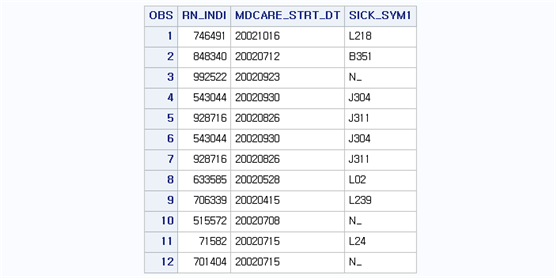 OBS RN_INDI MDCARE_STRT_DT SICK_SYM1
1 746491 20021016 L218
2 848340 20020712 B351
3 992522 20020923 N_
4 543044 20020930 J304
5 928716 20020826 J311
6 543044 20020930 J304
7 928716 20020826 J311
8 633585 20020528 L02
9 706339 20020415 L239
10 515572 20020708 N_
11 71582 20020715 L24
12 701404 20020715 N_